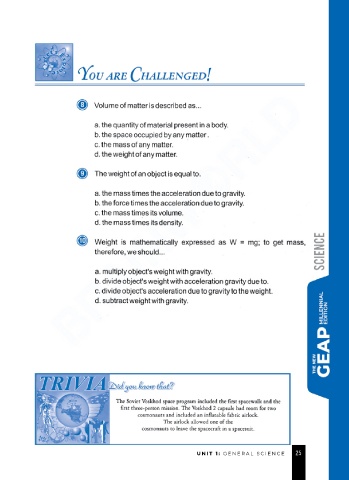 YOU ARE CHALLENGED!
8 Volume of matter is described as...
a. the quantity of material present in a body.
b. the space occupied by any matter .
c. the mass of any matter.
d. the weight of any matter.
9 The weight of an object is equal to.
a. the mass times the acceleration due to gravity.
b. the force times the acceleration due to gravity.
c. the mass times its volume.
d. the mass times its density.
10 Weight is mathematically expressed as W = mg; to get mass,
therefore, we should...
a. multiply object's weight with gravity.
b. divide object's weight with acceleration gravity due to.
c. divide object's acceleration due to gravity to the weight.
d. subtract weight with gravity.
SCIENCE
THE NEW
GEAP
MILLENNIAL
EDITION
TRIVIA Did you know that?
The Soviet Voskhod space program included the first spacewalk and the
first three-person mission. The Voskhod 2 capsule had room for two
cosmonauts and included an inflatable fabric airlock.
The airlock allowed one of the
cosmonauts to leave the spacecraft in a spacesuit.
UNIT 1: GENERAL SCIENCE 25